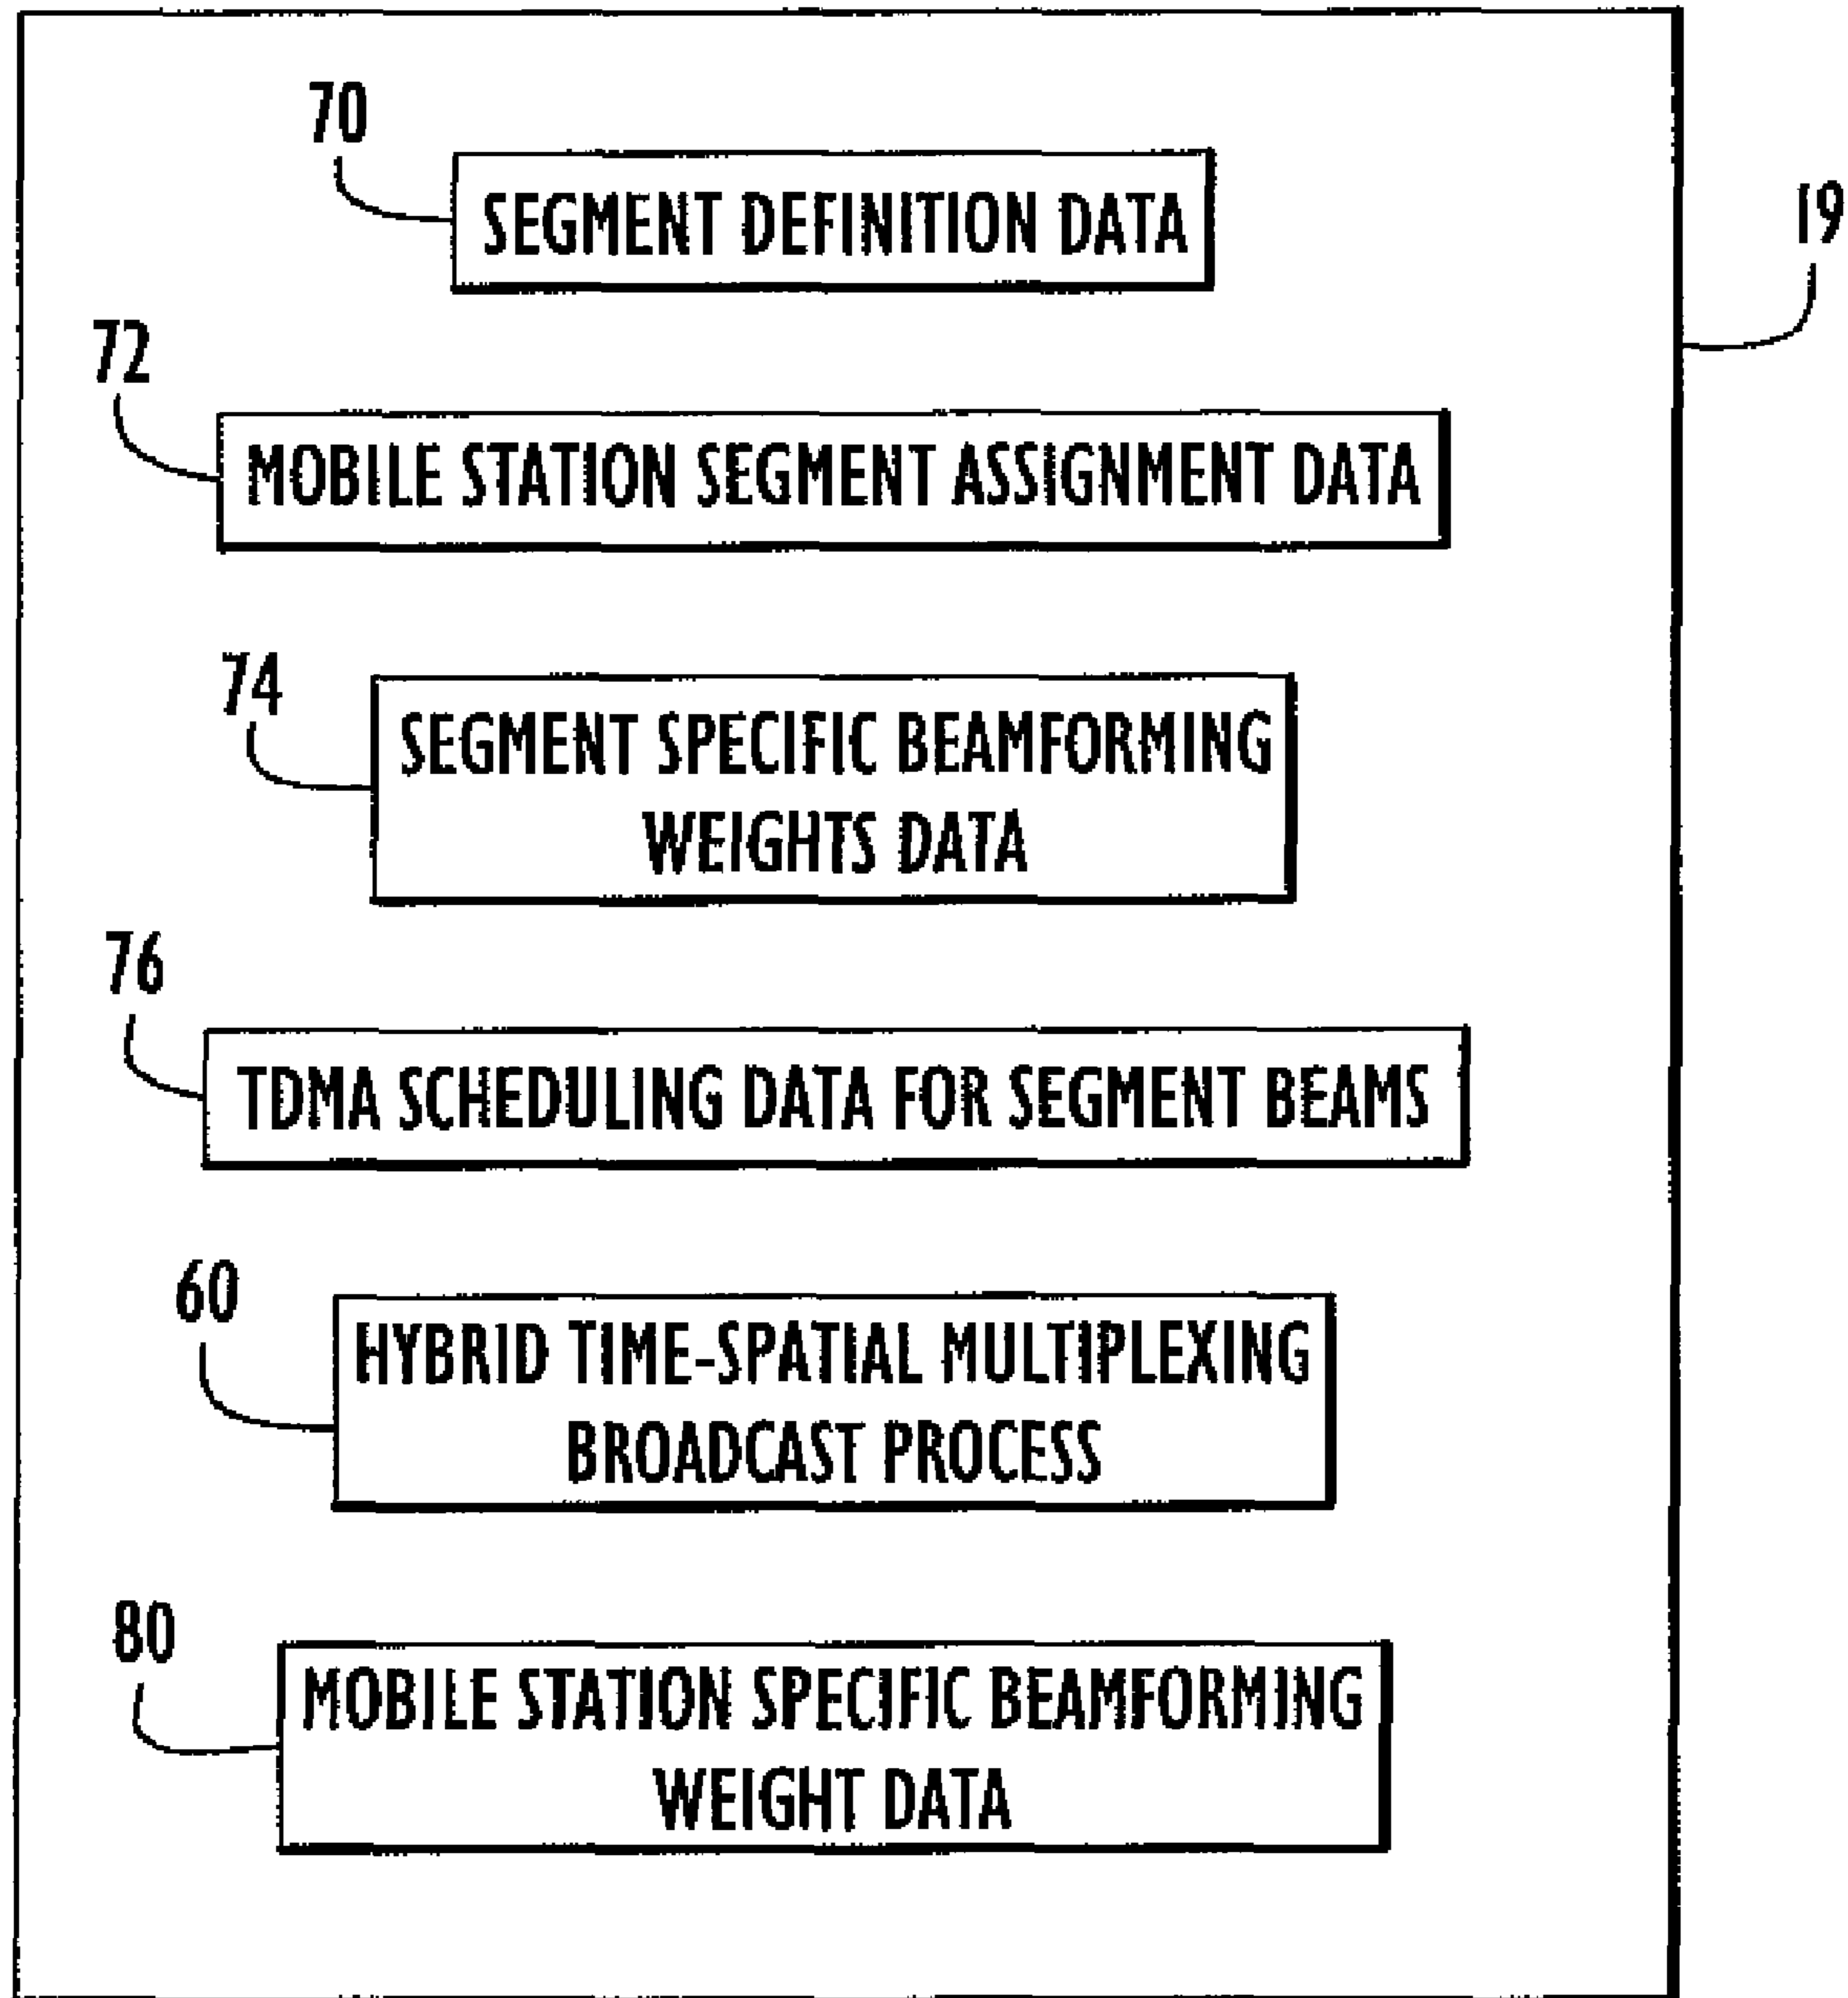 70
SEGMENT DEFINITION DATA
19
72
MOBILE STATION SEGMENT ASSIGNMENT DATA
74
SEGMENT SPECIFIC BEAMFORMING
WEIGHTS DATA
76
TDMA SCHEDULING DATA FOR SEGMENT BEAMS
60
HYBRID TIME-SPATIAL MULTIPLEXING
BROADCAST PROCESS
80
MOBILE STATION SPECIFIC BEAMFORMING
WEIGHT DATA